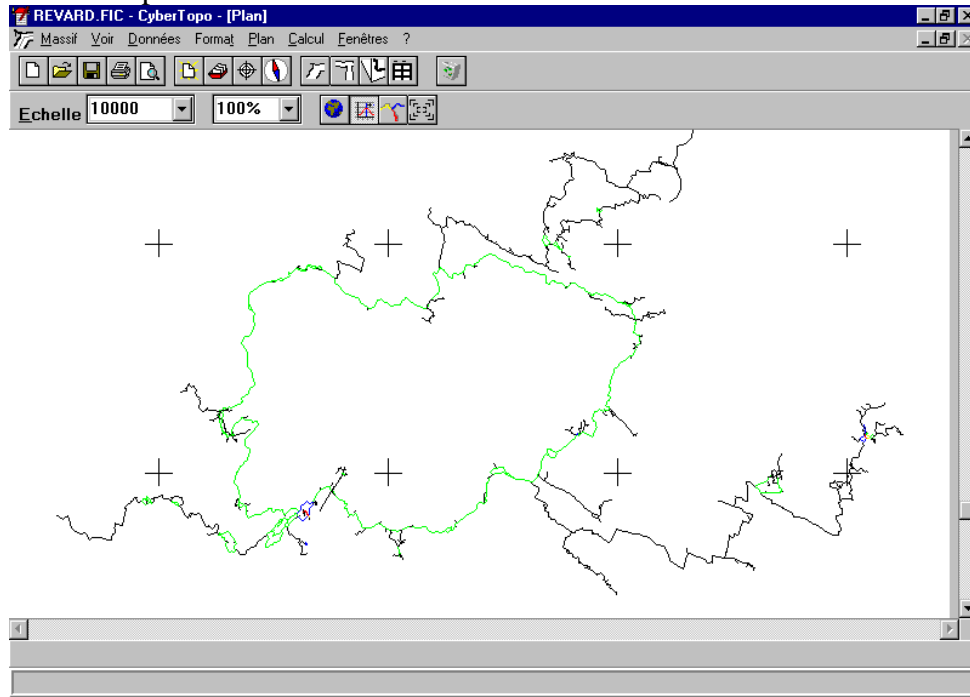 REVARD.FIC - CyberTopo - [Plan]
Massif Voir Données Format Plan Calcul Fenêtres ?
Echelle 10000 100%